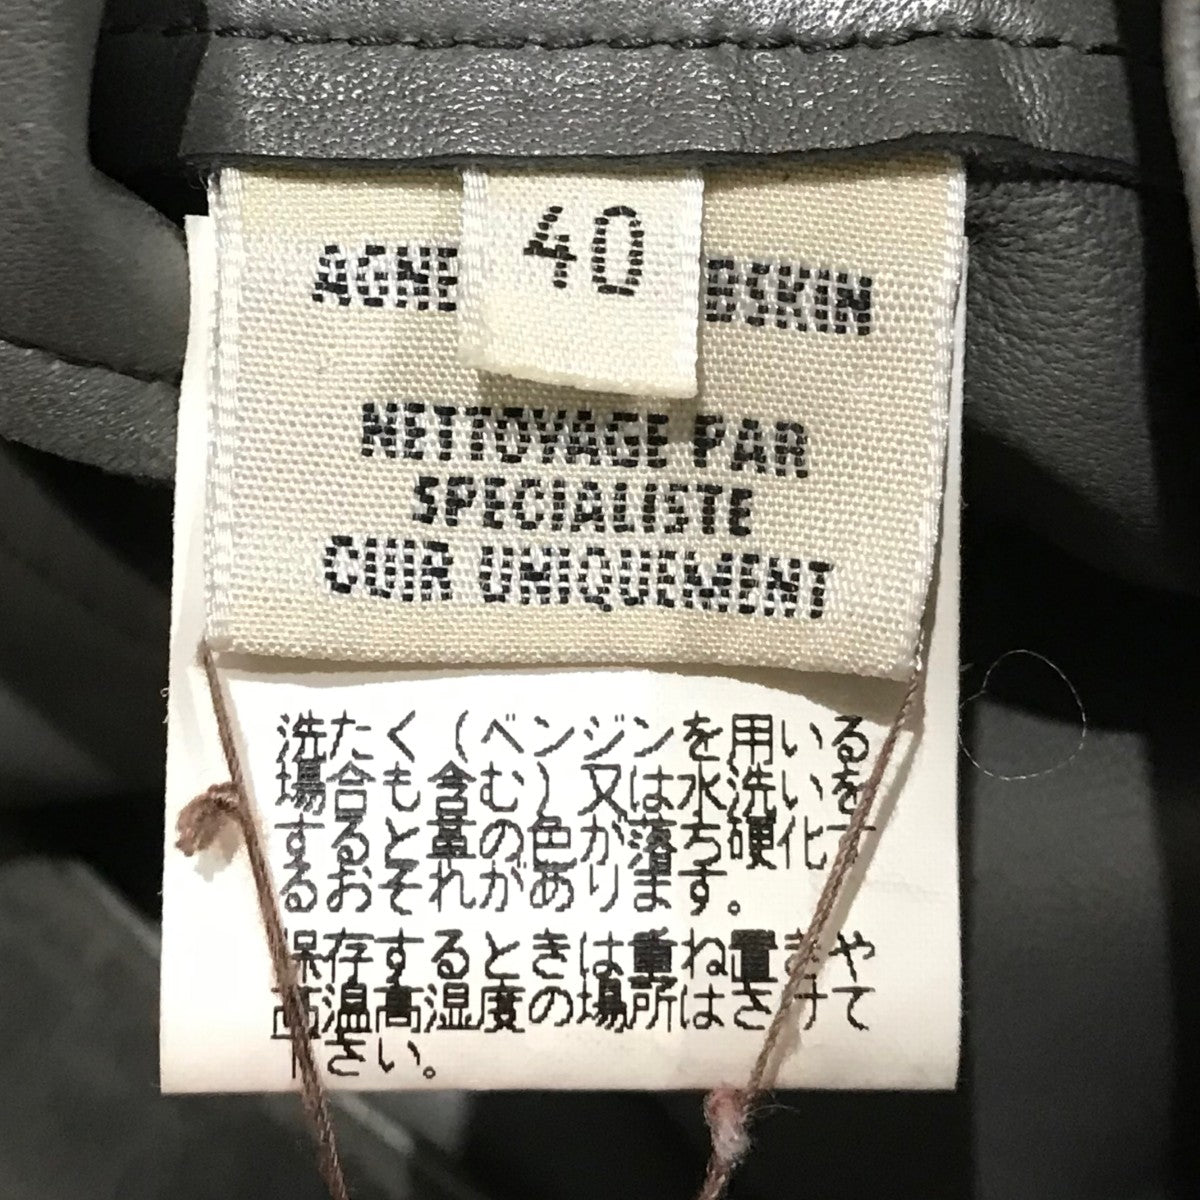 40
NETTOYAGE PAR
SPECIALISTE
CUIR UNIQUEMENT
洗たく(ベンジンを用いる
場合も含む)又は水洗いを
すると量の色が落ち硬化す
るおそれがあります。
保存するときは重ね置きや
高温高湿度の場所はさけて
下さい。